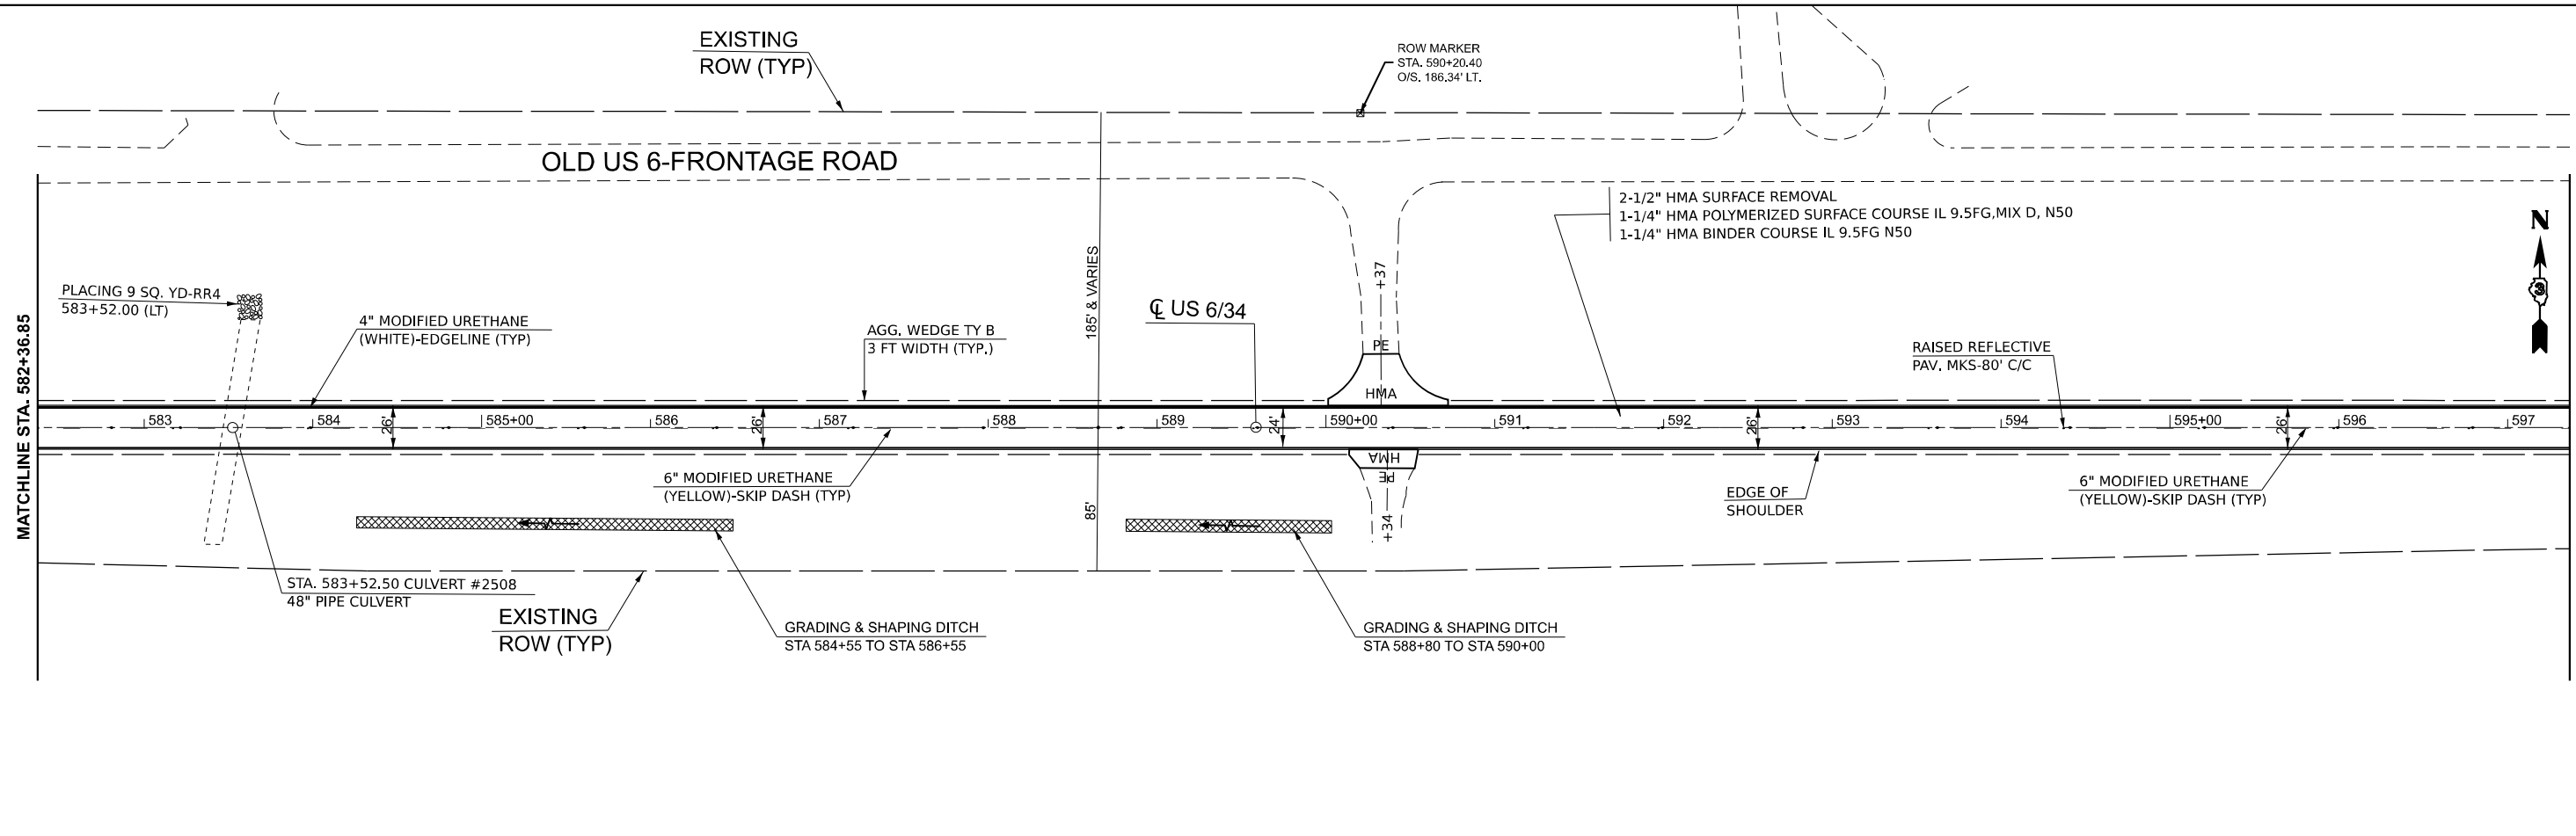 EXISTING
ROW (TYP)
ROW MARKER
STA. 590+20.40
O/S. 186.34' LT.
OLD US 6-FRONTAGE ROAD
2-1/2" HMA SURFACE REMOVAL
1-1/4" HMA POLYMERIZED SURFACE COURSE IL 9.5FG,MIX D, N50
1-1/4" HMA BINDER COURSE IL 9.5FG N50
N
3
PLACING 9 SQ. YD-RR4
583+52.00 (LT)
4" MODIFIED URETHANE
(WHITE)-EDGELINE (TYP)
AGG. WEDGE TY B
3 FT WIDTH (TYP.)
185' & VARIES
℄ US 6/34
+37
PE
HMA
RAISED REFLECTIVE
PAV. MKS-80' C/C
MATCHLINE STA. 582+36.85
583
584
26'
585+00
586
26'
587
588
589
24'
590+00
591
592
26'
593
594
595+00
26'
596
597
HMA
PE
+34
6" MODIFIED URETHANE
(YELLOW)-SKIP DASH (TYP)
85'
EDGE OF
SHOULDER
6" MODIFIED URETHANE
(YELLOW)-SKIP DASH (TYP)
STA. 583+52.50 CULVERT #2508
48" PIPE CULVERT
EXISTING
ROW (TYP)
GRADING & SHAPING DITCH
STA 584+55 TO STA 586+55
GRADING & SHAPING DITCH
STA 588+80 TO STA 590+00